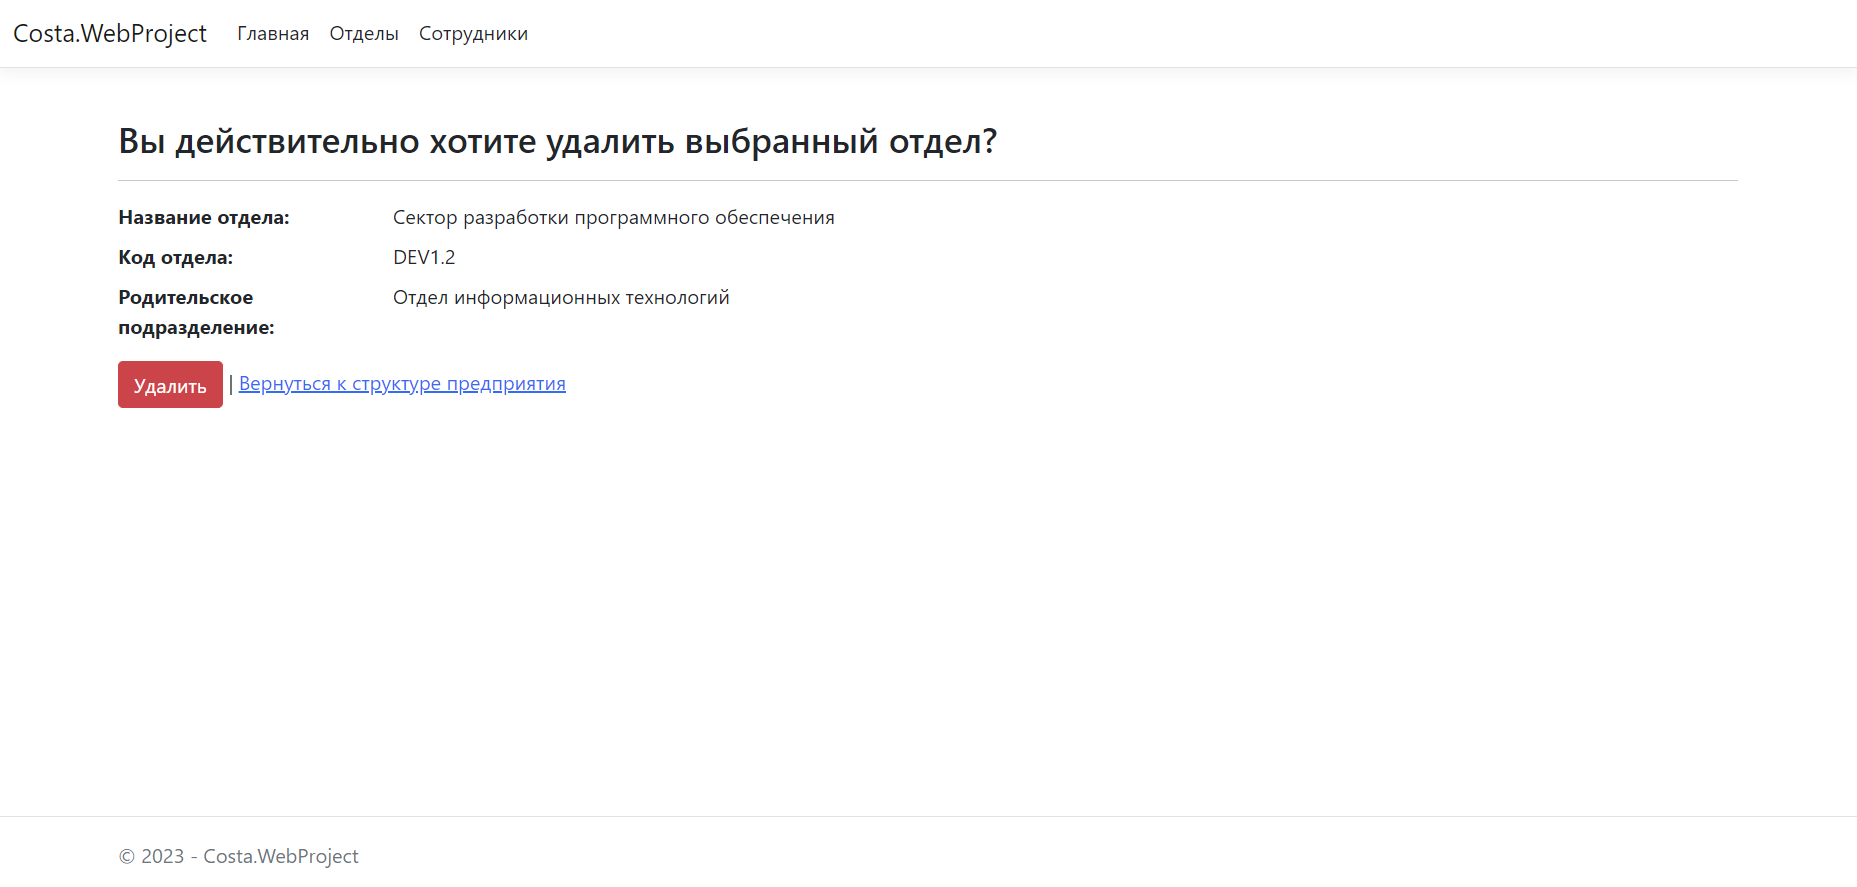 Costa.WebProject Главная Отделы Сотрудники
Вы действительно хотите удалить выбранный отдел?
Название отдела: Сектор разработки программного обеспечения
Код отдела: DEV1.2
Родительское подразделение: Отдел информационных технологий
Удалить | Вернуться к структуре предприятия
© 2023 - Costa.WebProject